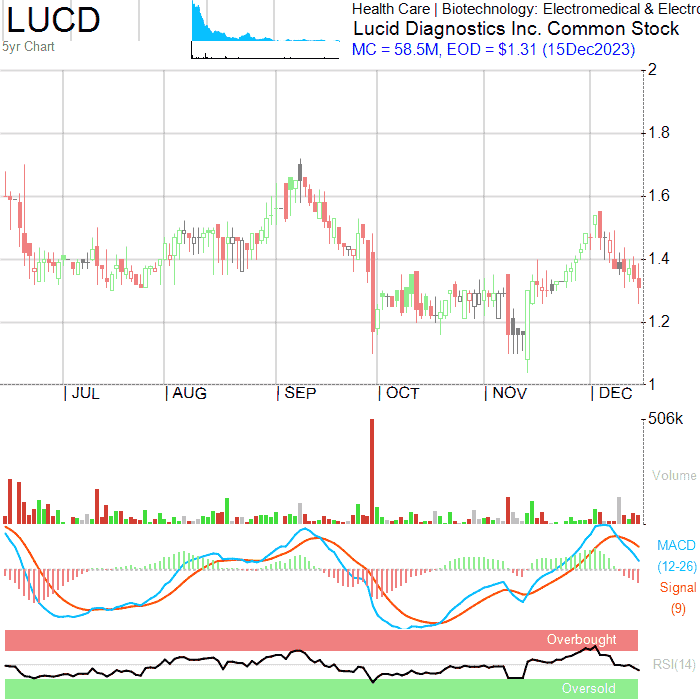 LUCD
5yr Chart
Health Care | Biotechnology: Electromedical & Electro
Lucid Diagnostics Inc. Common Stock
MC = 58.5M, EOD = $1.31 (15Dec2023)
2
1.8
1.6
1.4
1.2
1
| JUL | AUG | SEP | OCT | NOV | DEC
506k
Volume
MACD
(12-26)
Signal
(9)
Overbought
RSI(14)
Oversold